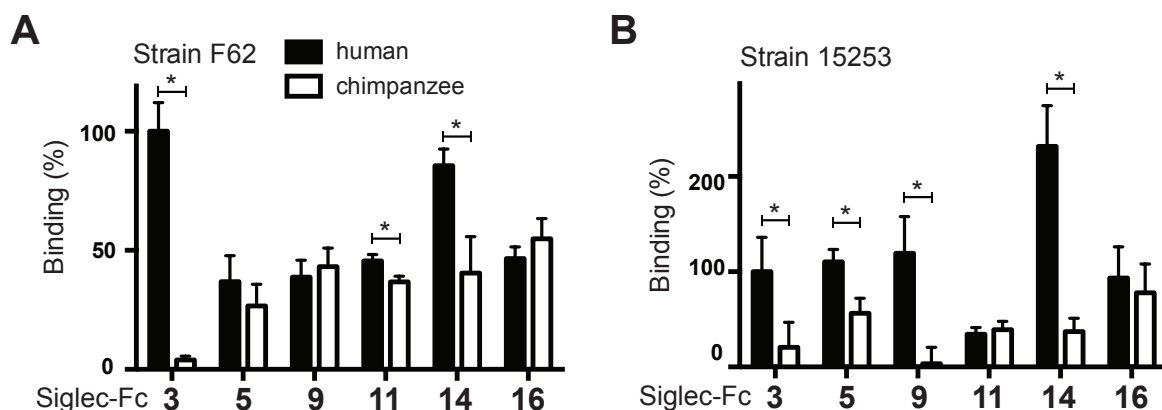 A
Strain F62
human
chimpanzee
Binding (%)
100
50
0
*
*
*
Siglec-Fc 3 5 9 11 14 16
B
Strain 15253
Binding (%)
200
100
0
*
*
*
*
Siglec-Fc 3 5 9 11 14 16